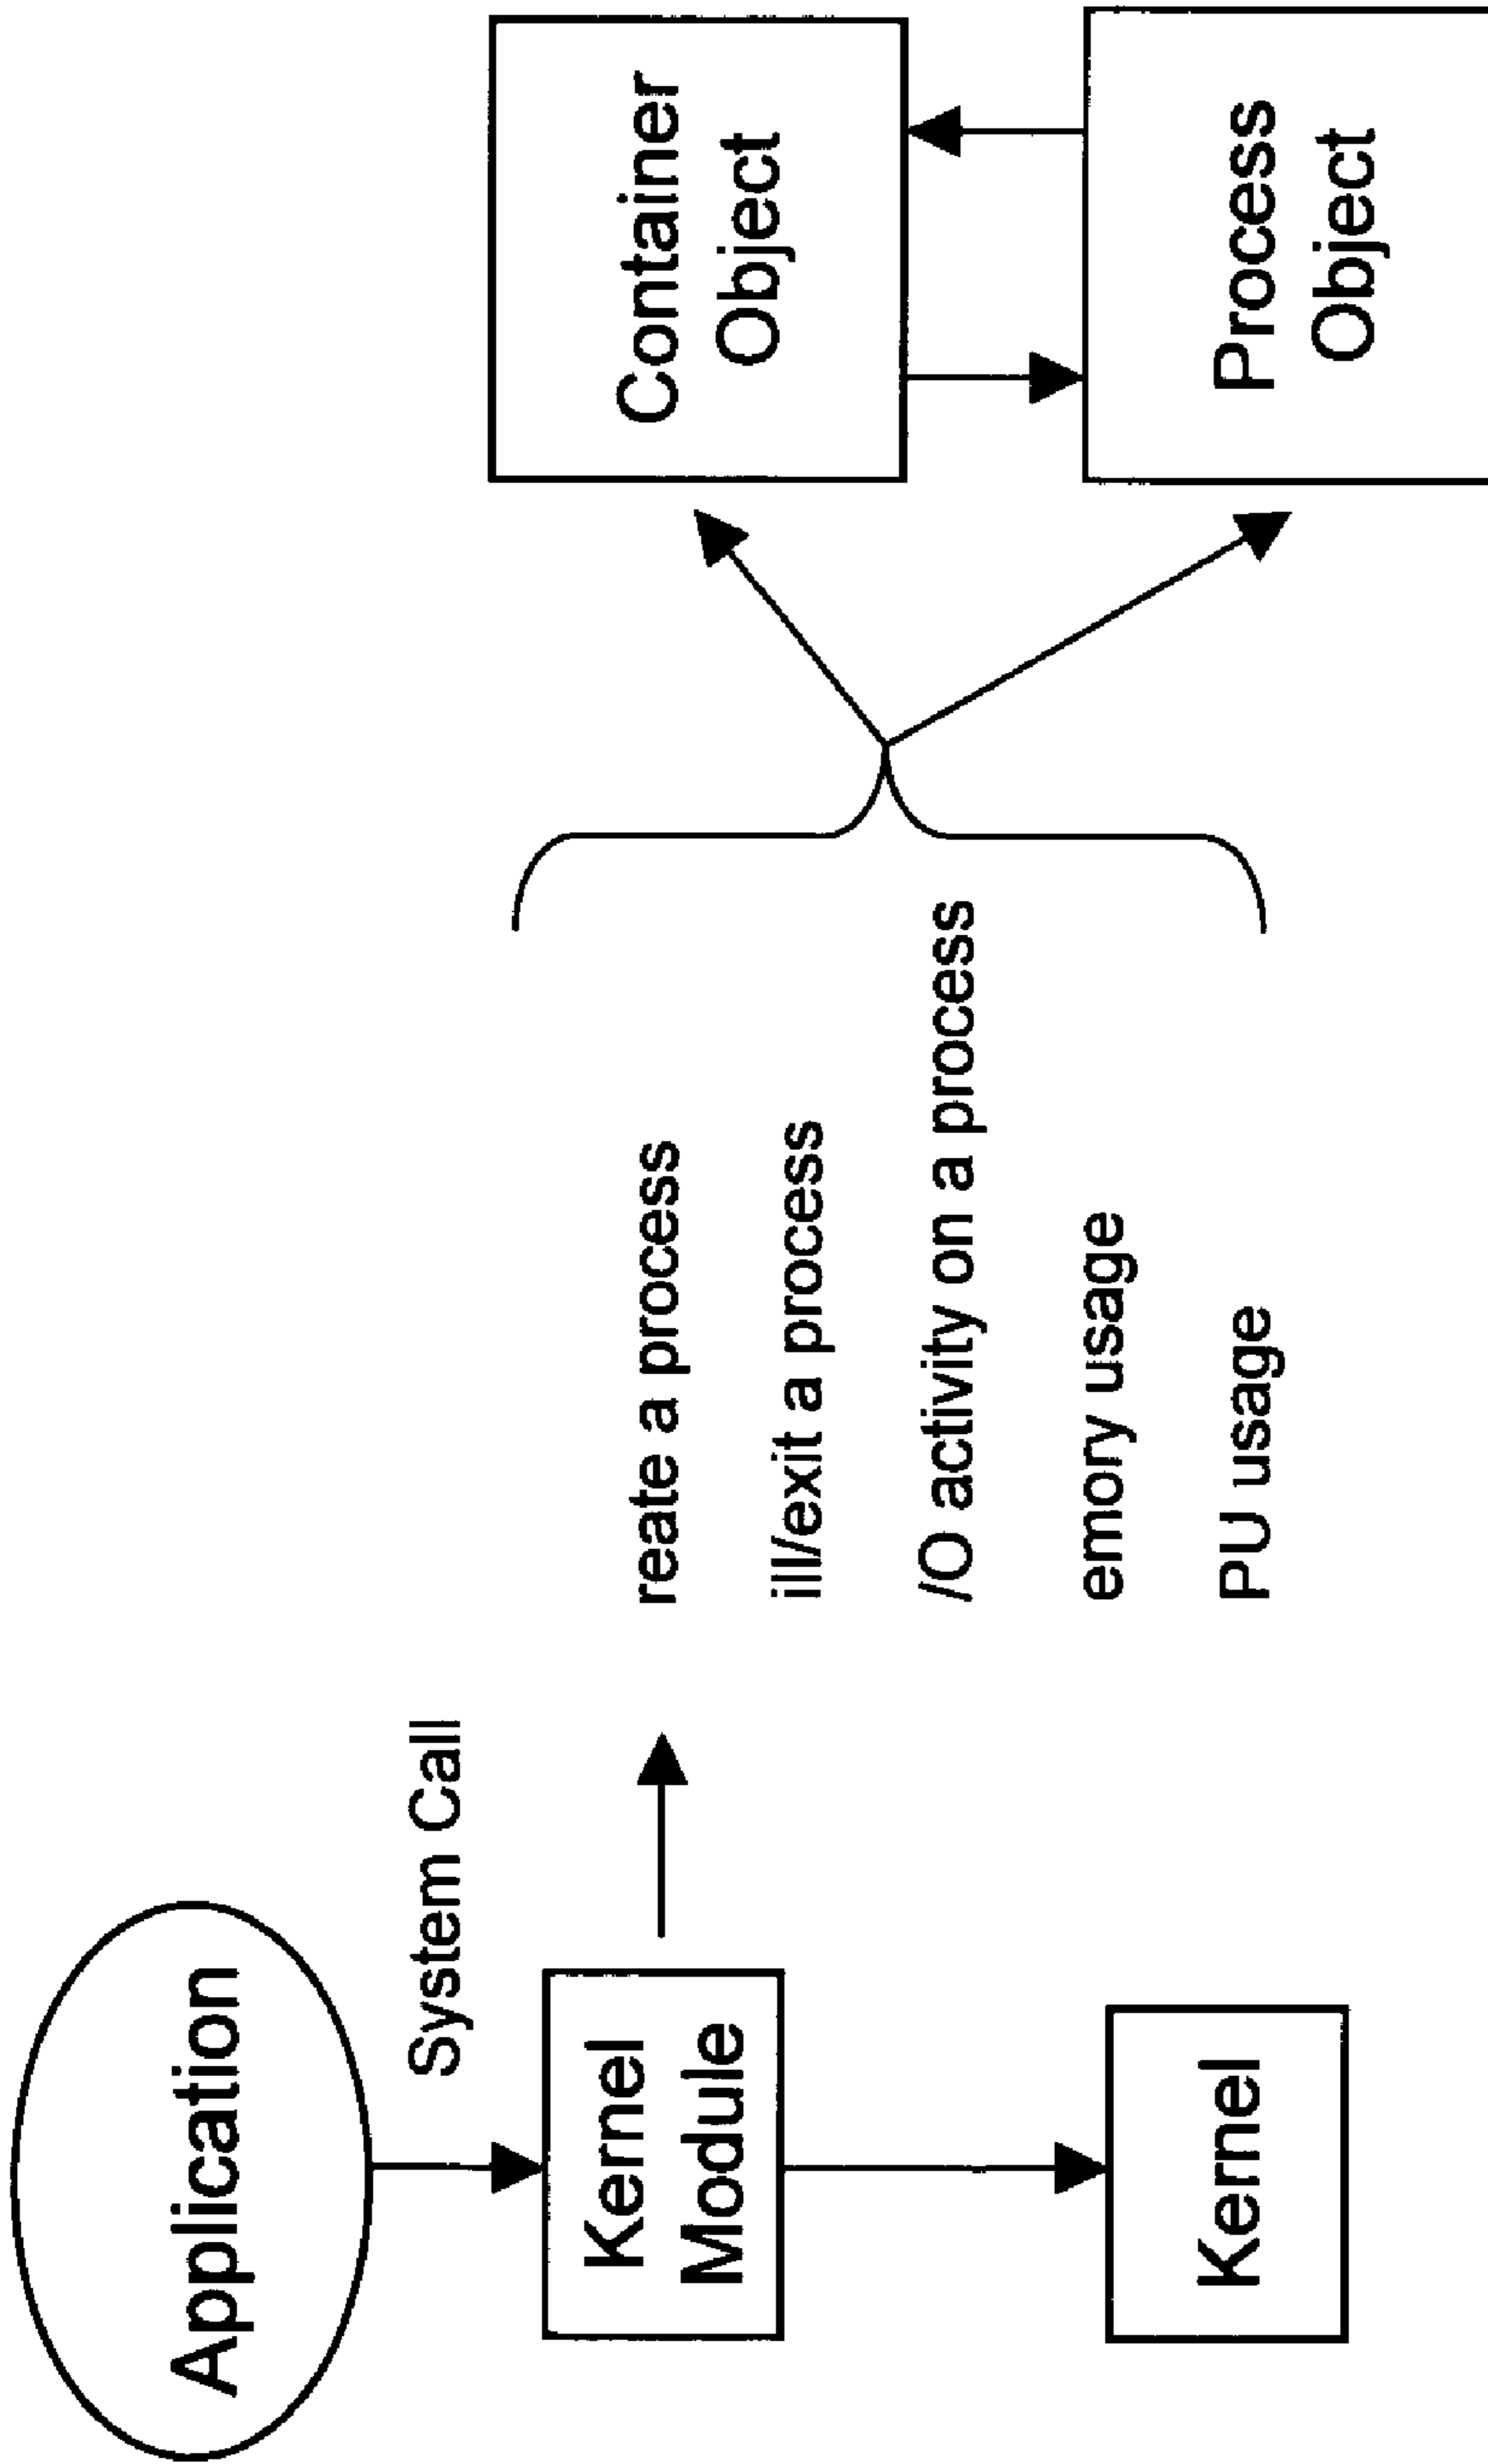 Application
System Call
Kernel
Module
Kernel
reate a process
ill/exit a process
/O activity on a process
emory usage
PU usage
Container
Object
Process
Object